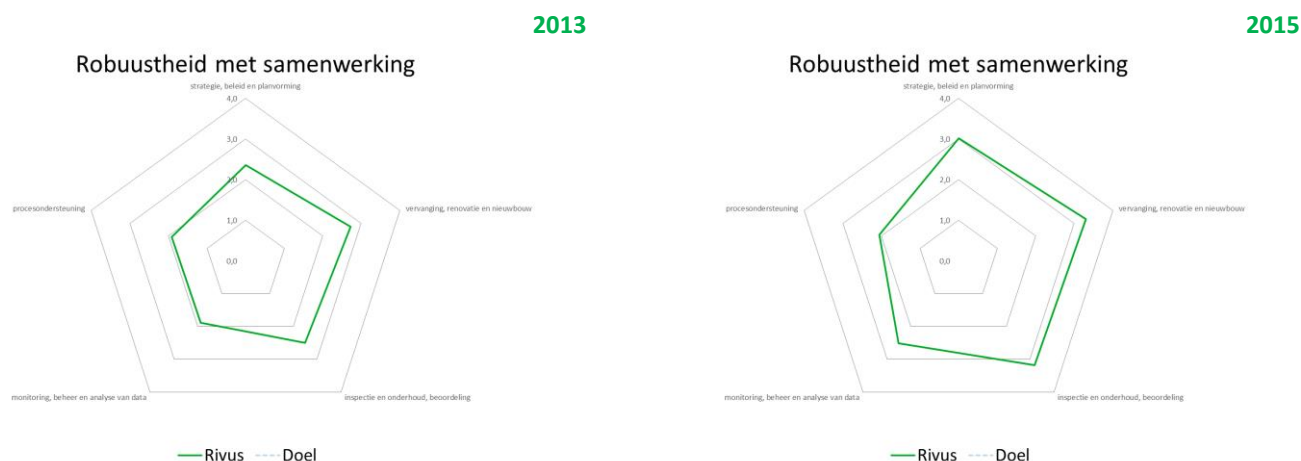 2013
Robuustheid met samenwerking
strategie, beleid en planvorming
4,0
3,0
2,0
1,0
0,0
procesondersteuning
vervanging, renovatie en nieuwbouw
monitoring, beheer en analyse van data
inspectie en onderhoud, beoordeling
Rivus Doel
2015
Robuustheid met samenwerking
strategie, beleid en planvorming
4,0
3,0
2,0
1,0
0,0
procesondersteuning
vervanging, renovatie en nieuwbouw
monitoring, beheer en analyse van data
inspectie en onderhoud, beoordeling
Rivus Doel